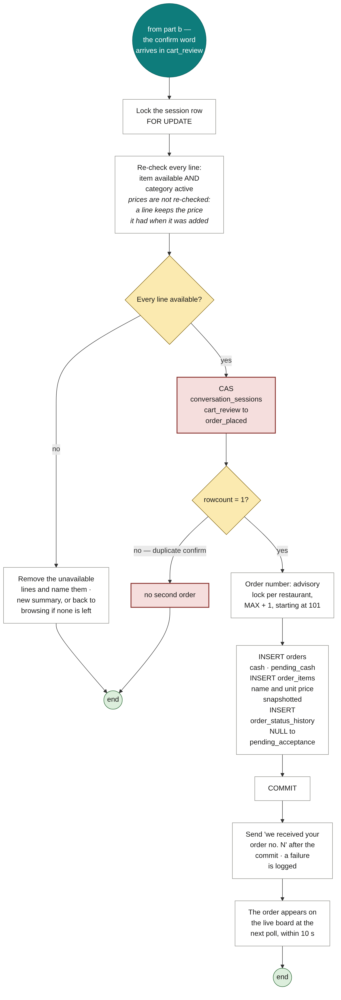 from part b —
the confirm word
arrives in cart_review
Lock the session row
FOR UPDATE
Re-check every line:
item available AND
category active
prices are not re-checked:
a line keeps the price
it had when it was added
Every line available?
yes
CAS
conversation_sessions
cart_review to
order_placed
no
rowcount = 1?
no — duplicate confirm
yes
Remove the unavailable
lines and name them ·
new summary, or back to
browsing if none is left
no second order
Order number: advisory
lock per restaurant,
MAX + 1, starting at 101
INSERT orders
cash · pending_cash
INSERT order_items
name and unit price
snapshotted
INSERT
order_status_history
NULL to
pending_acceptance
end
COMMIT
Send 'we received your
order no. N' after the
commit · a failure
is logged
The order appears on
the live board at the
next poll, within 10 s
end